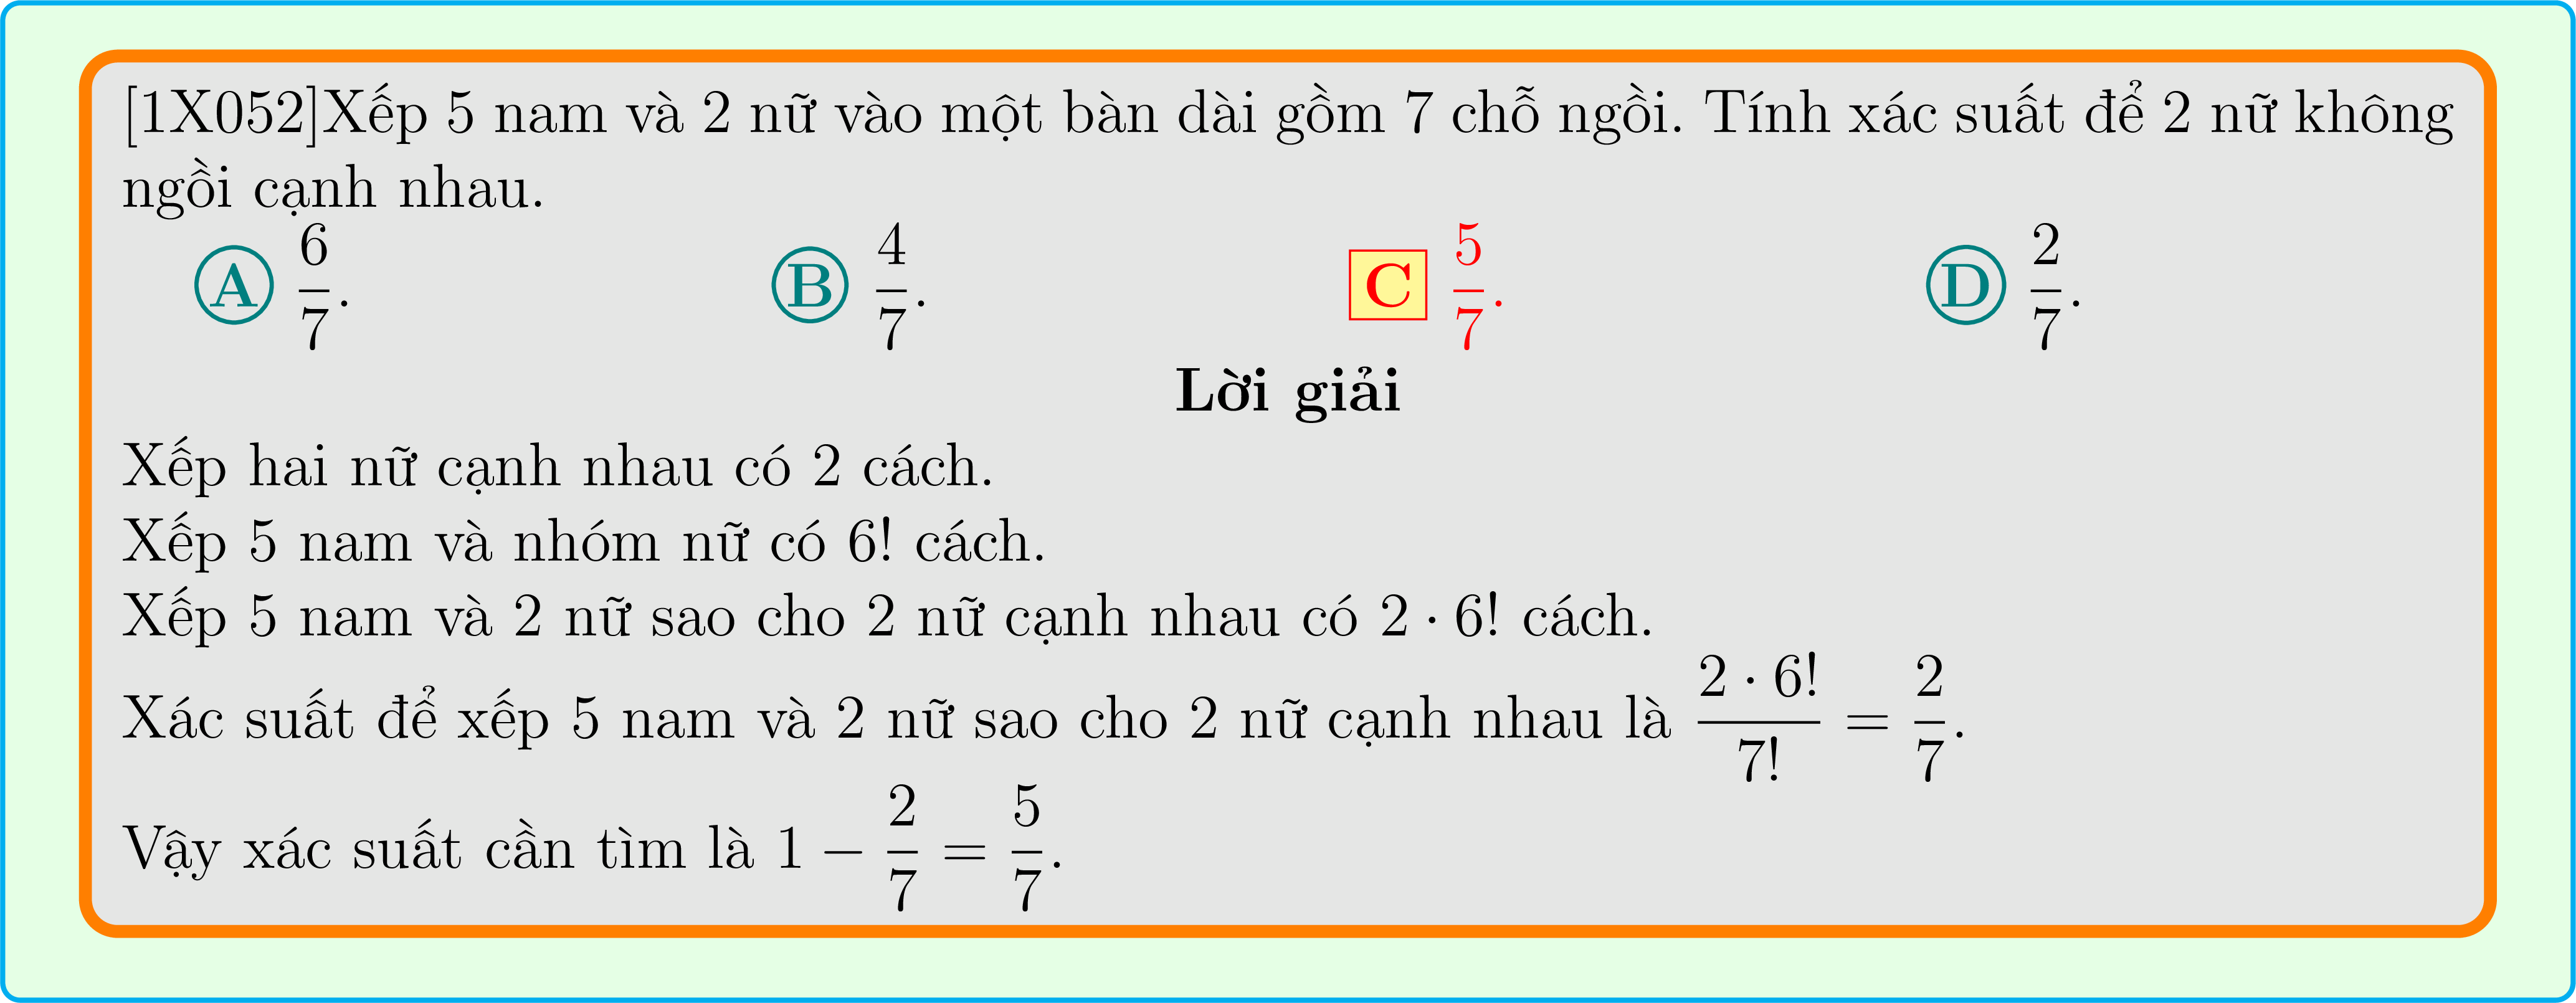 [1X052]Xếp 5 nam và 2 nữ vào một bàn dài gồm 7 chỗ ngồi. Tính xác suất để 2 nữ không
ngồi cạnh nhau.
A $\frac{6}{7}$. B $\frac{4}{7}$. C $\frac{5}{7}$. D $\frac{2}{7}$.
Lời giải
Xếp hai nữ cạnh nhau có 2 cách.
Xếp 5 nam và nhóm nữ có 6! cách.
Xếp 5 nam và 2 nữ sao cho 2 nữ cạnh nhau có 2 · 6! cách.
Xác suất để xếp 5 nam và 2 nữ sao cho 2 nữ cạnh nhau là $\frac{2 \cdot 6!}{7!} = \frac{2}{7}$.
Vậy xác suất cần tìm là $1 - \frac{2}{7} = \frac{5}{7}$.